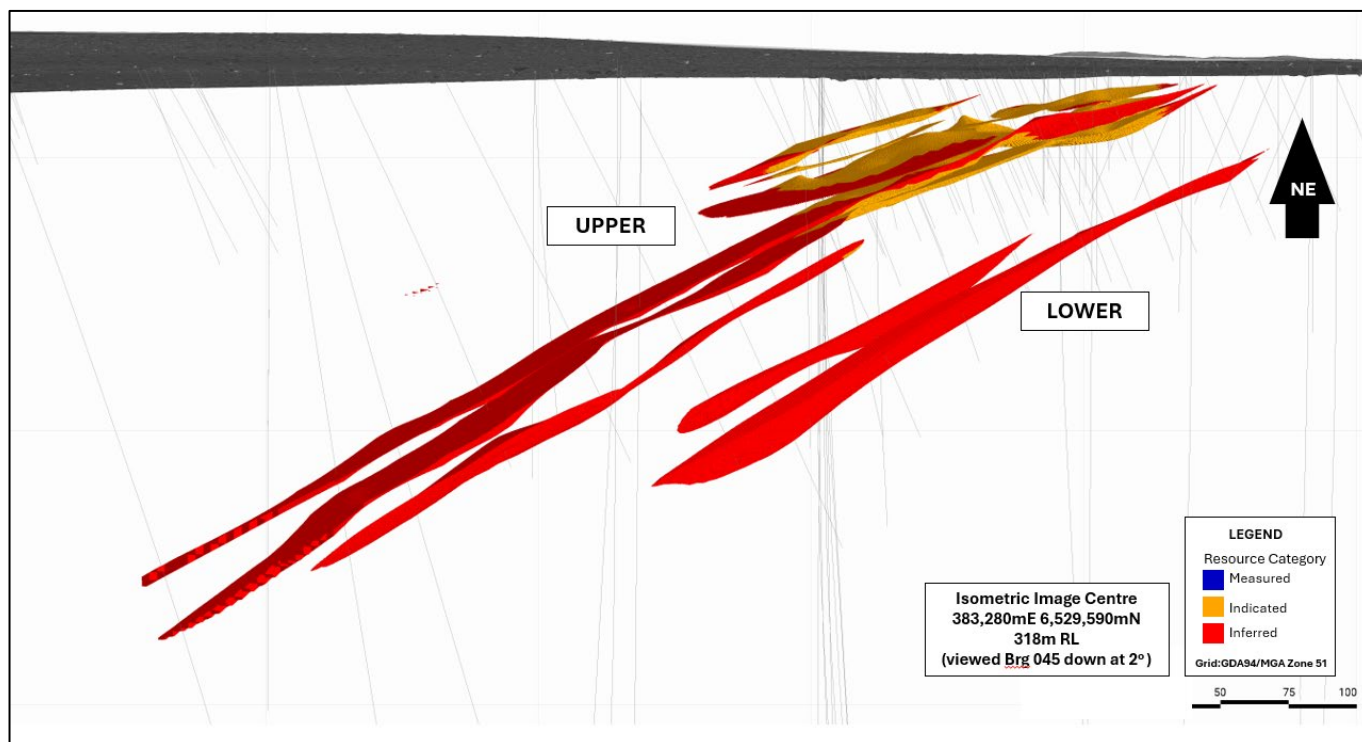 UPPER
NE
LOWER
LEGEND
Resource Category
Measured
Indicated
Inferred
Grid:GDA94/MGA Zone 51
Isometric Image Centre
383,280mE 6,529,590mN
318m RL
(viewed Brg 045 down at 2º)
50 75 100